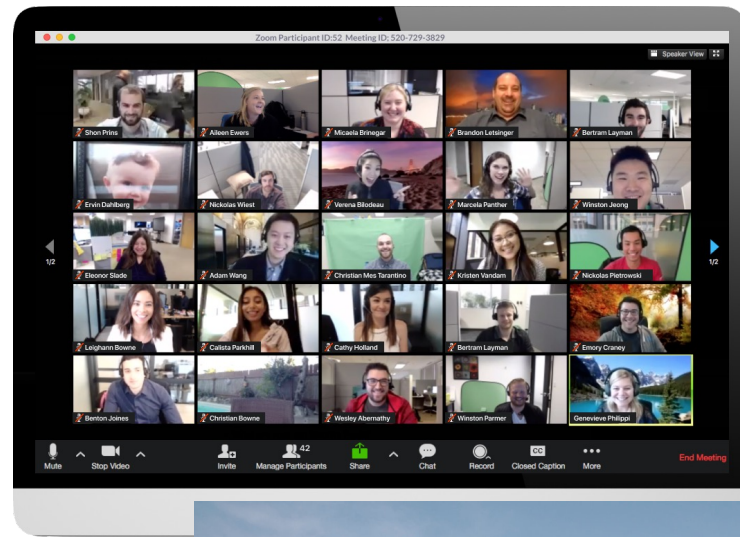 Zoom Participant ID:52 Meeting ID: 520-729-3829
Speaker View
Shon Prins
Aileen Ewers
Micaela Brinegar
Brandon Letsinger
Bertram Layman
Ervin Dahlberg
Nickolas Wiest
Verena Bilodeau
Marcela Panther
Winston Jeong
1/2
1/2
Eleonor Slade
Adam Wang
Christian Mes Tarantino
Kristen Vandam
Nickolas Pietrowski
Leighann Bowne
Calista Parkhill
Cathy Holland
Bertram Layman
Emory Craney
Benton Joines
Christian Bowne
Wesley Abernathy
Winston Parmer
Genevieve Philippi
42
CC
Mute
Stop Video
Invite
Manage Participants
Share
Chat
Record
Closed Caption
More
End Meeting